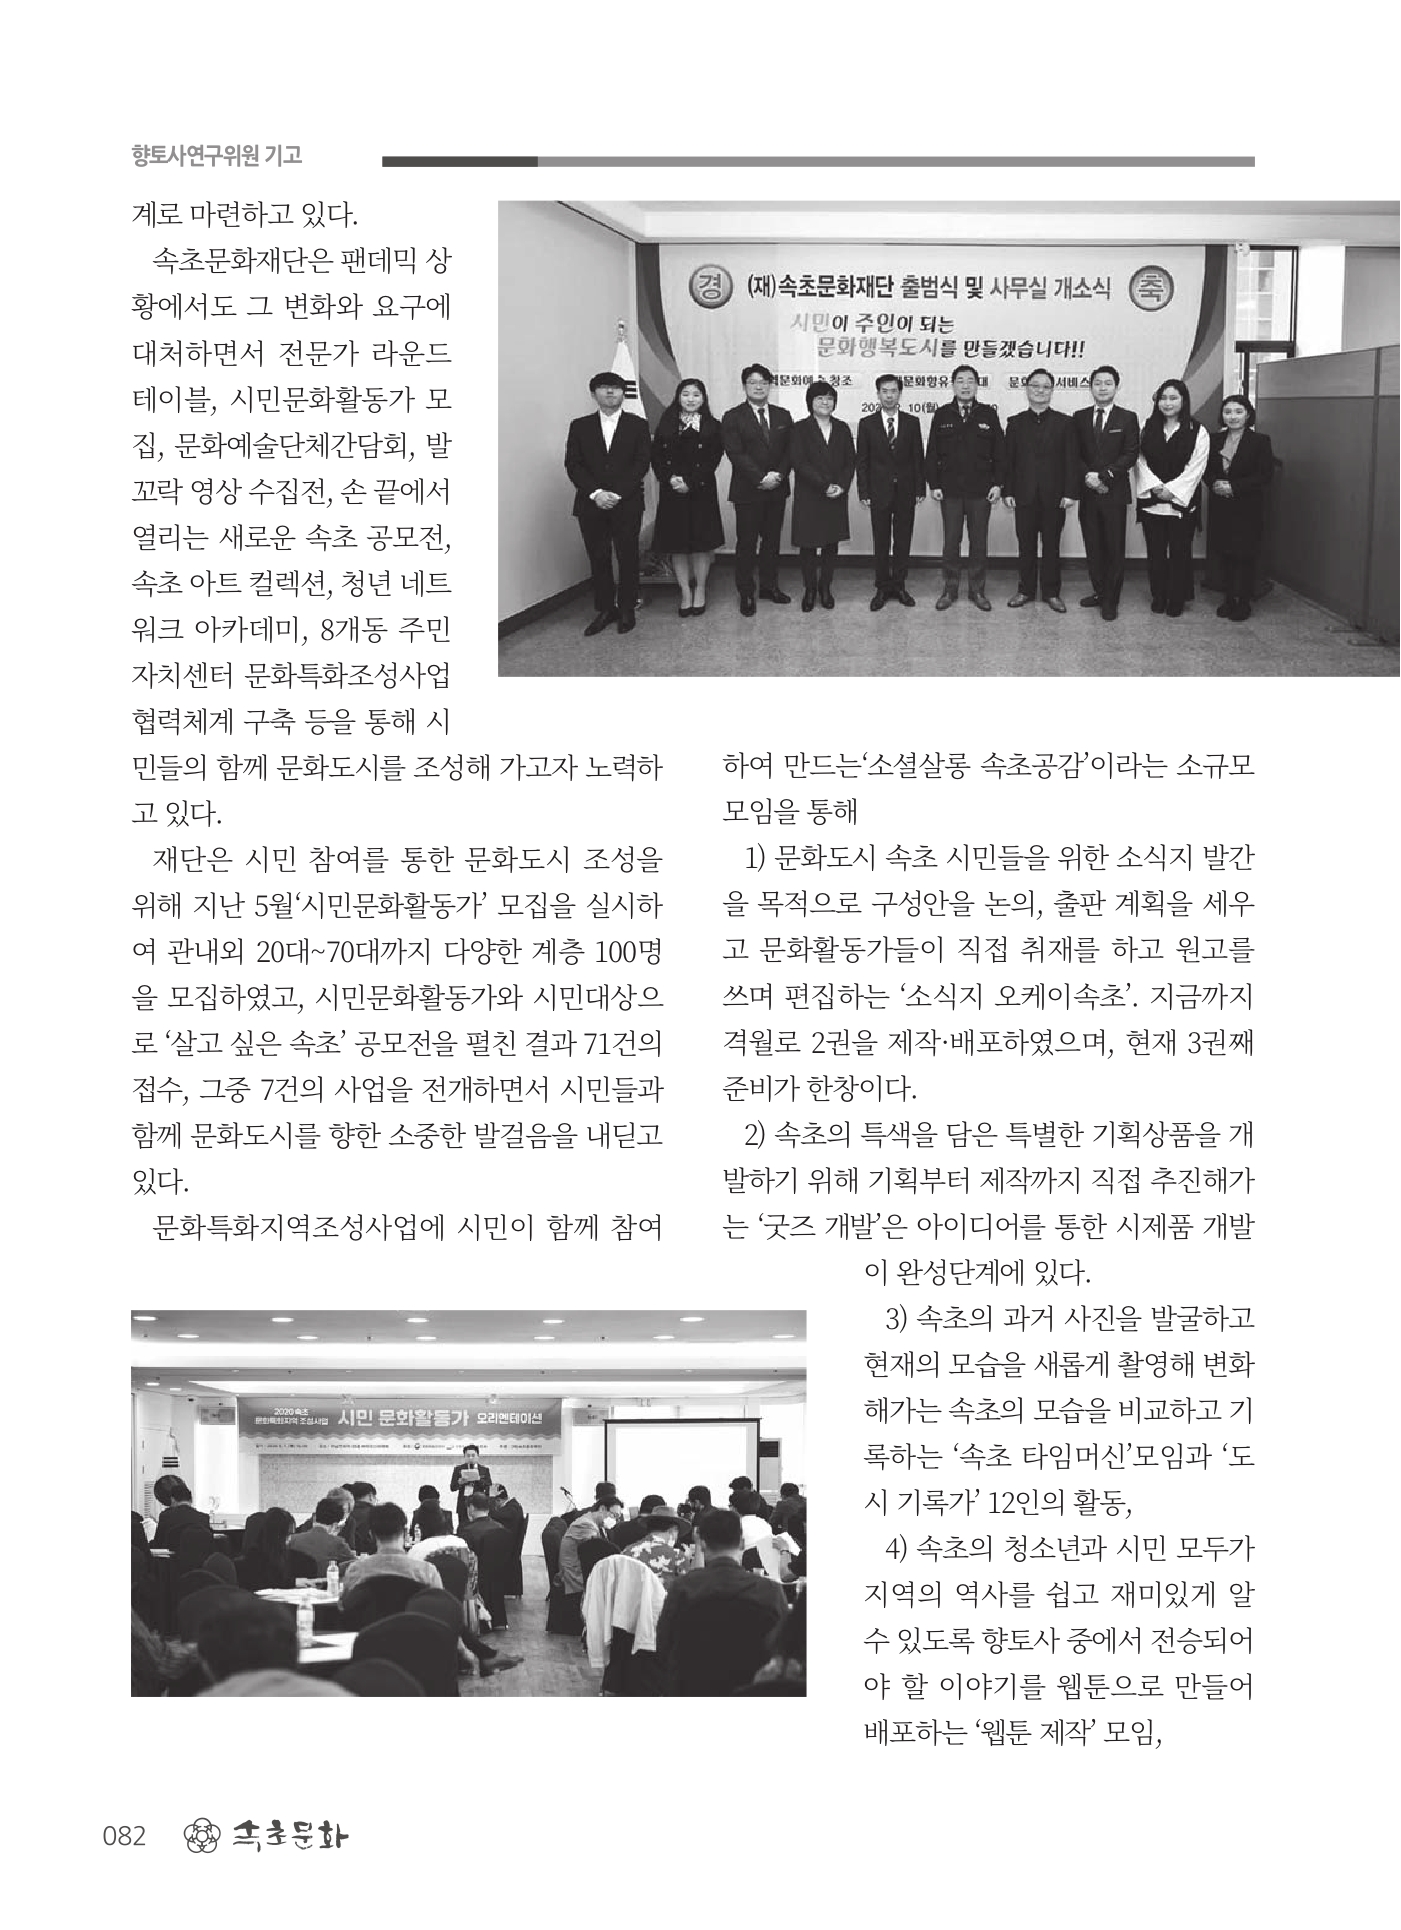 향토사연구위원 기고
계로 마련하고 있다.
속초문화재단은 팬데믹 상
황에서도 그 변화와 요구에
대처하면서 전문가 라운드
테이블, 시민문화활동가 모
집, 문화예술단체간담회, 발
꼬락 영상 수집전, 손 끝에서
열리는 새로운 속초 공모전,
속초 아트 컬렉션, 청년 네트
워크 아카데미, 8개동 주민
자치센터 문화특화조성사업
협력체계 구축 등을 통해 시
민들의 함께 문화도시를 조성해 가고자 노력하
고 있다.
재단은 시민 참여를 통한 문화도시 조성을
위해 지난 5월‘시민문화활동가’ 모집을 실시하
여 관내외 20대~70대까지 다양한 계층 100명
을 모집하였고, 시민문화활동가와 시민대상으
로 ‘살고 싶은 속초’ 공모전을 펼친 결과 71건의
접수, 그중 7건의 사업을 전개하면서 시민들과
함께 문화도시를 향한 소중한 발걸음을 내딛고
있다.
문화특화지역조성사업에 시민이 함께 참여
경 (재)속초문화재단 출범식 및 사무실 개소식 축
시민이 주인이 되는
문화행복도시를 만들겠습니다!!
하여 만드는‘소셜살롱 속초공감’이라는 소규모
모임을 통해
1) 문화도시 속초 시민들을 위한 소식지 발간
을 목적으로 구성안을 논의, 출판 계획을 세우
고 문화활동가들이 직접 취재를 하고 원고를
쓰며 편집하는 ‘소식지 오케이속초’. 지금까지
격월로 2권을 제작·배포하였으며, 현재 3권째
준비가 한창이다.
2) 속초의 특색을 담은 특별한 기획상품을 개
발하기 위해 기획부터 제작까지 직접 추진해가
는 ‘굿즈 개발’은 아이디어를 통한 시제품 개발
이 완성단계에 있다.
3) 속초의 과거 사진을 발굴하고
현재의 모습을 새롭게 촬영해 변화
해가는 속초의 모습을 비교하고 기
록하는 ‘속초 타임머신’모임과 ‘도
시 기록가’ 12인의 활동,
4) 속초의 청소년과 시민 모두가
지역의 역사를 쉽고 재미있게 알
수 있도록 향토사 중에서 전승되어
야 할 이야기를 웹툰으로 만들어
배포하는 ‘웹툰 제작’ 모임,
2020 속초
문화특화지역 조성사업 시민 문화활동가 오리엔테이션
082 속초문화